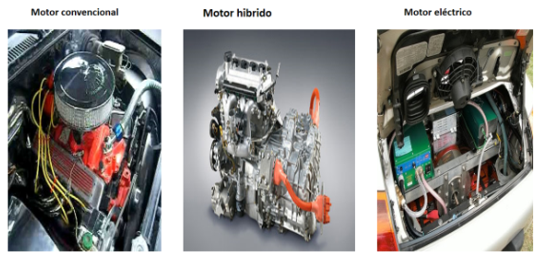 Motor convencional
Motor hibrido
Motor eléctrico